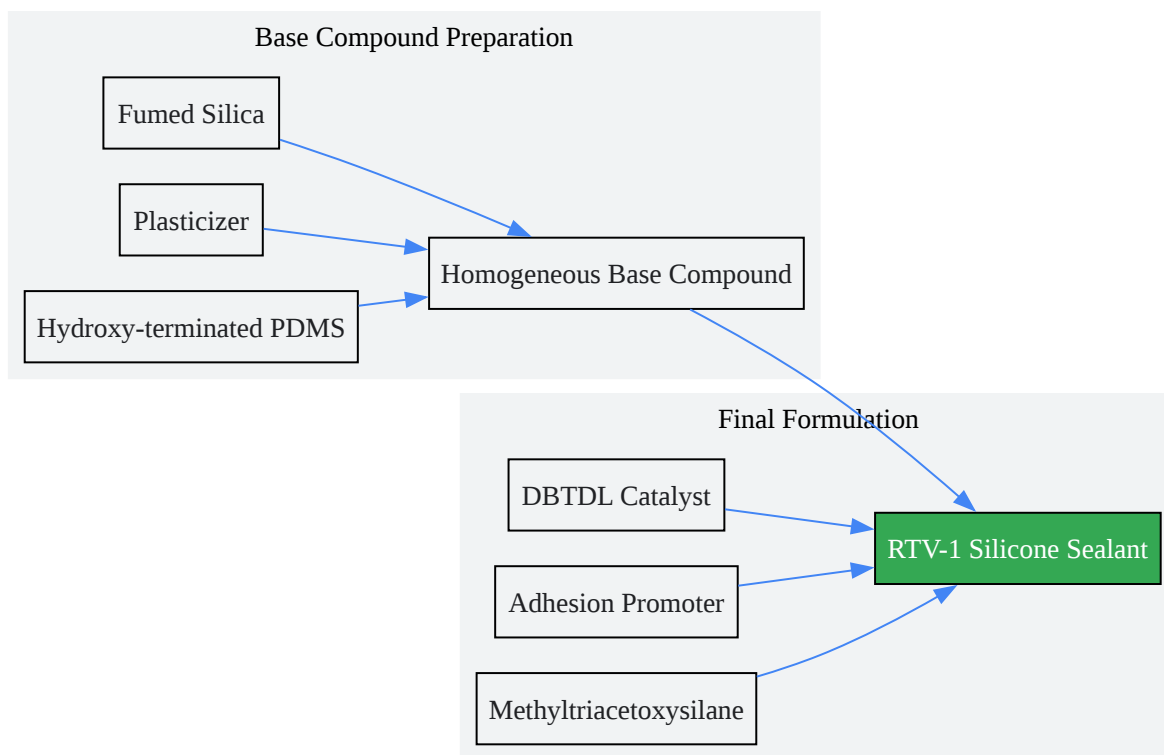 Base Compound Preparation
Fumed Silica
Plasticizer
Homogeneous Base Compound
Hydroxy-terminated PDMS
Final Formulation
DBTDL Catalyst
RTV-1 Silicone Sealant
Adhesion Promoter
Methyltriacetoxysilane